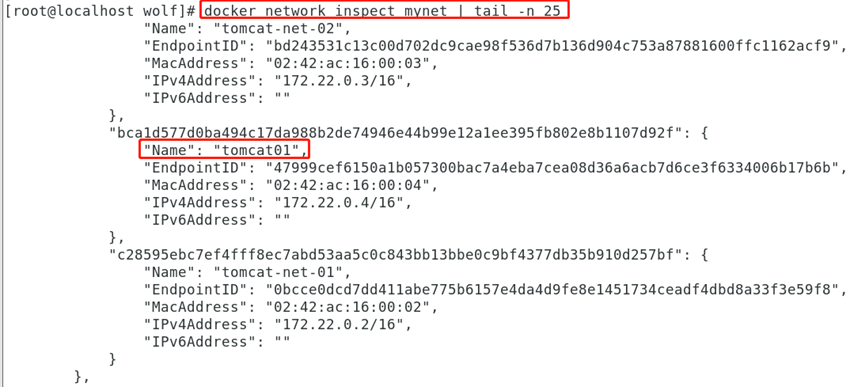 [root@localhost wolf]# docker network inspect mynet | tail -n 25
"Name": "tomcat-net-02",
"EndpointID": "bd243531c13c00d702dc9cae98f536d7b136d904c753a87881600ffc1162acf9",
"MacAddress": "02:42:ac:16:00:03",
"IPv4Address": "172.22.0.3/16",
"IPv6Address": ""
},
"bca1d577d0ba494c17da988b2de74946e44b99e12a1ee395fb802e8b1107d92f": {
"Name": "tomcat01",
"EndpointID": "47999cef6150a1b057300bac7a4eba7cea08d36a6acb7d6ce3f6334006b17b6b",
"MacAddress": "02:42:ac:16:00:04",
"IPv4Address": "172.22.0.4/16",
"IPv6Address": ""
},
"c28595ebc7ef4fff8ec7abd53aa5c0c843bb13bbe0c9bf4377db35b910d257bf": {
"Name": "tomcat-net-01",
"EndpointID": "0bcce0dcd7dd411abe775b6157e4da4d9fe8e1451734ceadf4dbd8a33f3e59f8",
"MacAddress": "02:42:ac:16:00:02",
"IPv4Address": "172.22.0.2/16",
"IPv6Address": ""
}
},